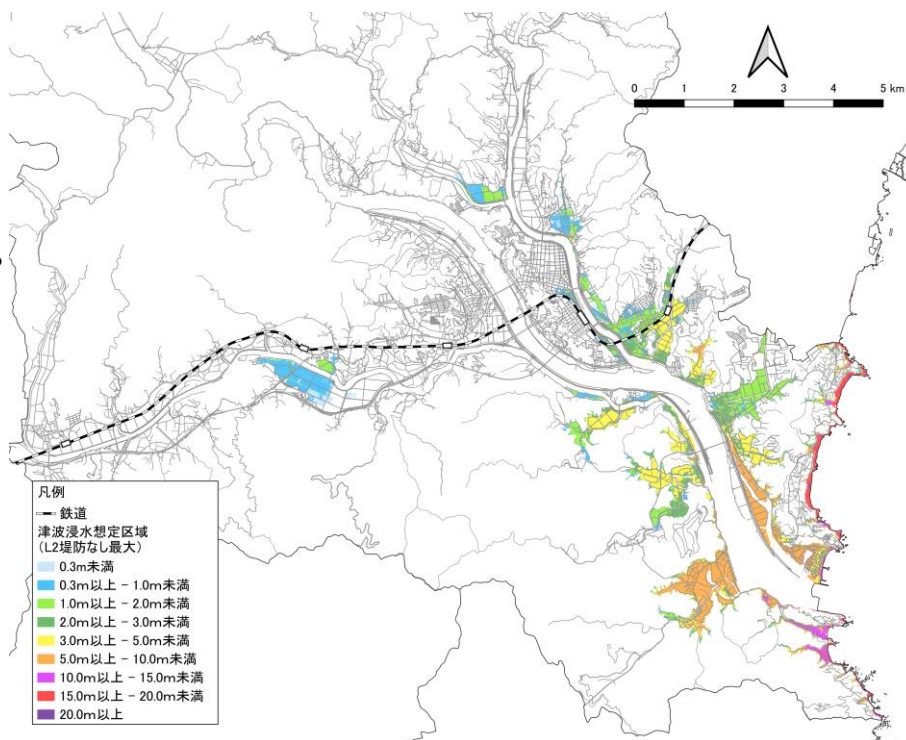 0 1 2 3 4 5 km
凡例
鉄道
津波浸水想定区域
（L2堤防なし最大）
0.3m未満
0.3m以上 － 1.0m未満
1.0m以上 － 2.0m未満
2.0m以上 － 3.0m未満
3.0m以上 － 5.0m未満
5.0m以上 － 10.0m未満
10.0m以上 － 15.0m未満
15.0m以上 － 20.0m未満
20.0m以上